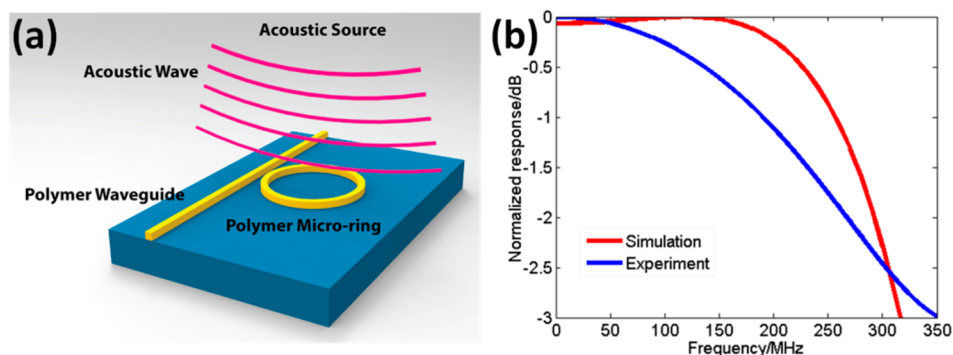 (a)
Acoustic Source
Acoustic Wave
Polymer Waveguide
Polymer Micro-ring
(b)
Normalized response/dB
0
-0.5
-1
-1.5
-2
-2.5
-3
Simulation
Experiment
0 50 100 150 200 250 300 350
Frequency/MHz